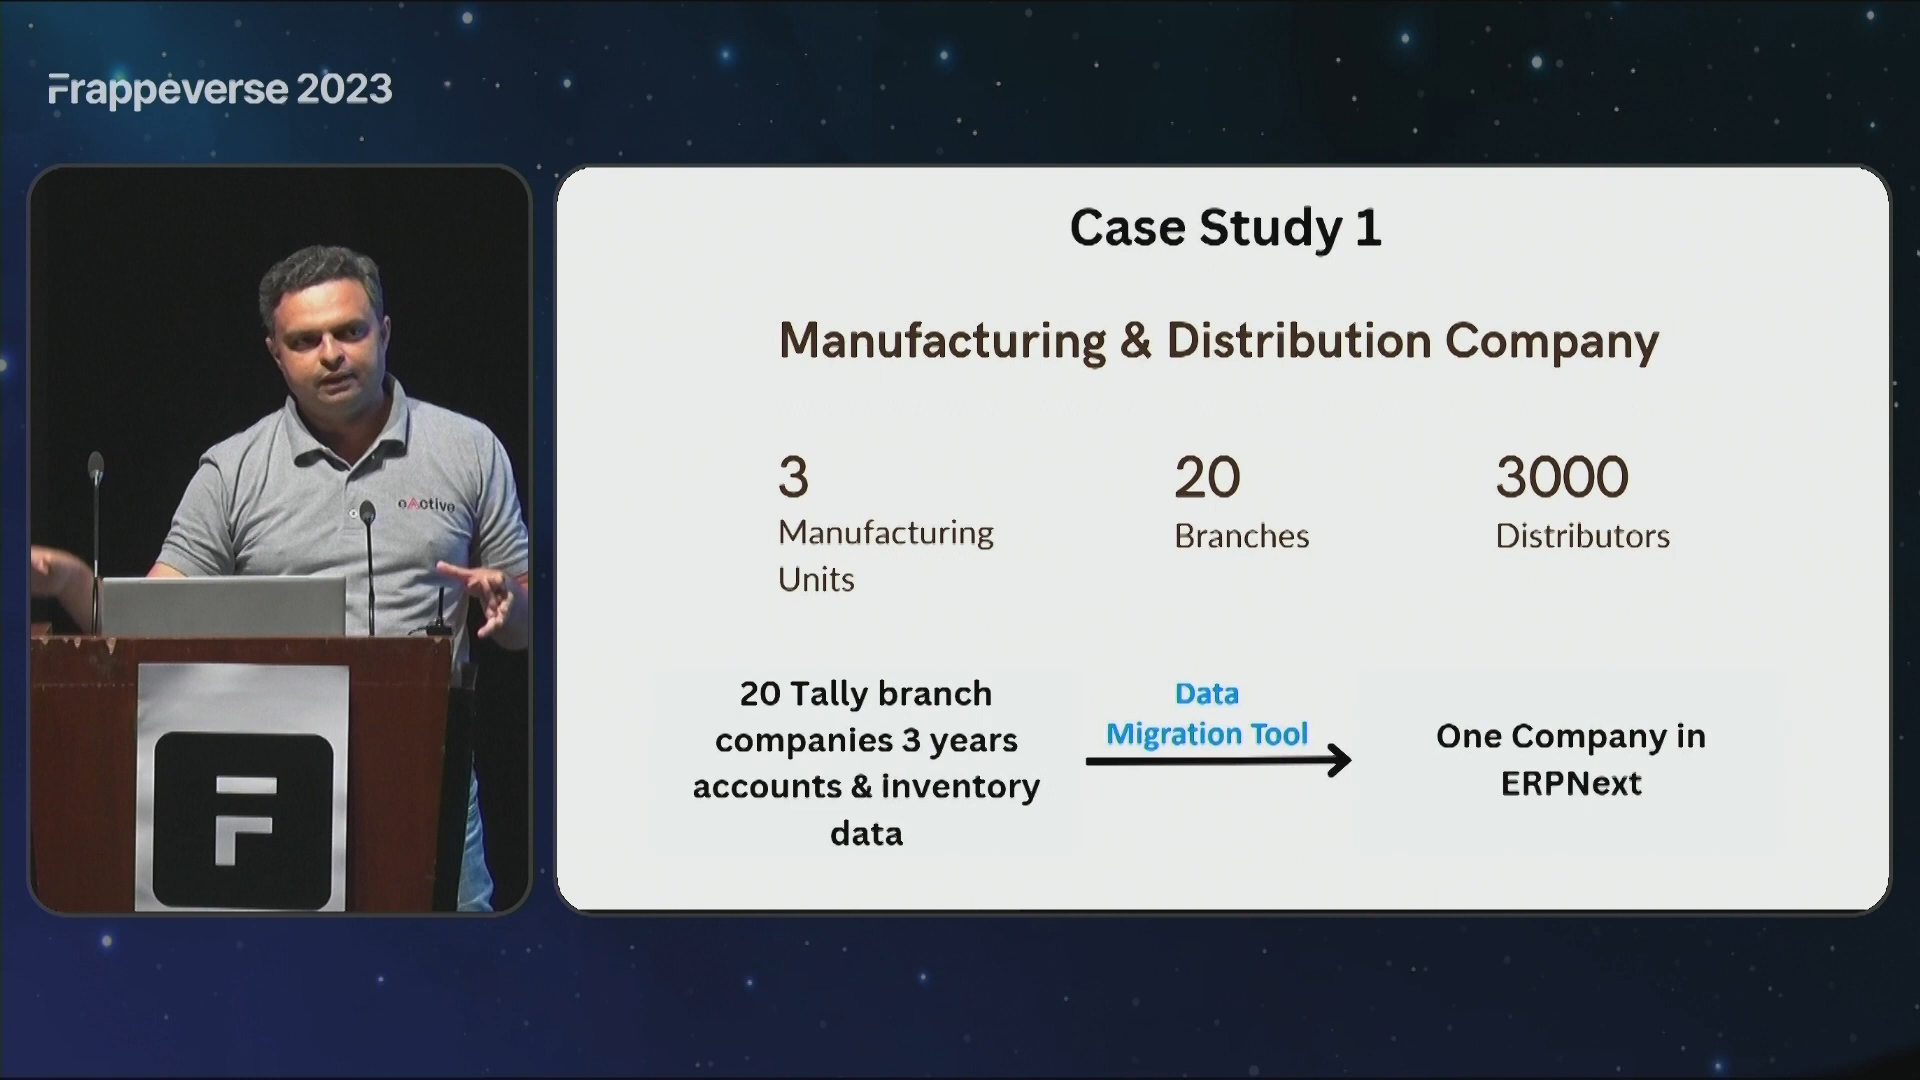 Frappeverse 2023
eActive
Case Study 1
Manufacturing & Distribution Company
3
Manufacturing
Units
20
Branches
3000
Distributors
20 Tally branch
companies 3 years
accounts & inventory
data
Data
Migration Tool
One Company in
ERPNext